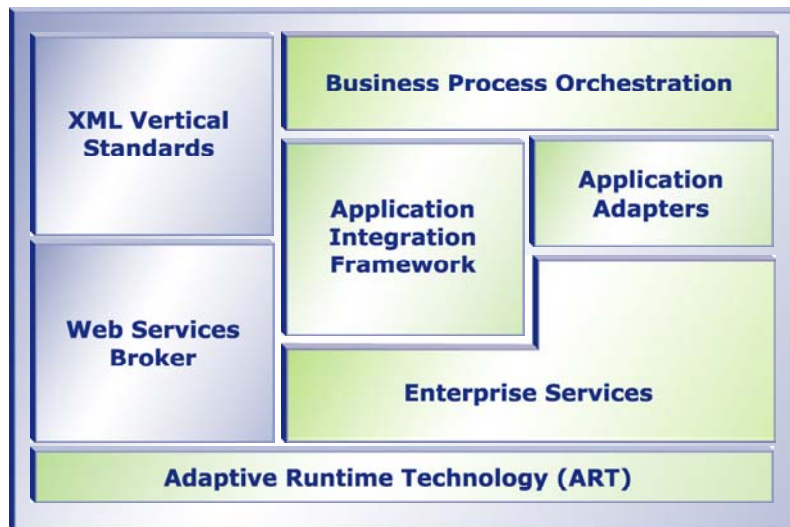 XML Vertical
Standards
Business Process Orchestration
Application
Integration
Framework
Application
Adapters
Web Services
Broker
Enterprise Services
Adaptive Runtime Technology (ART)